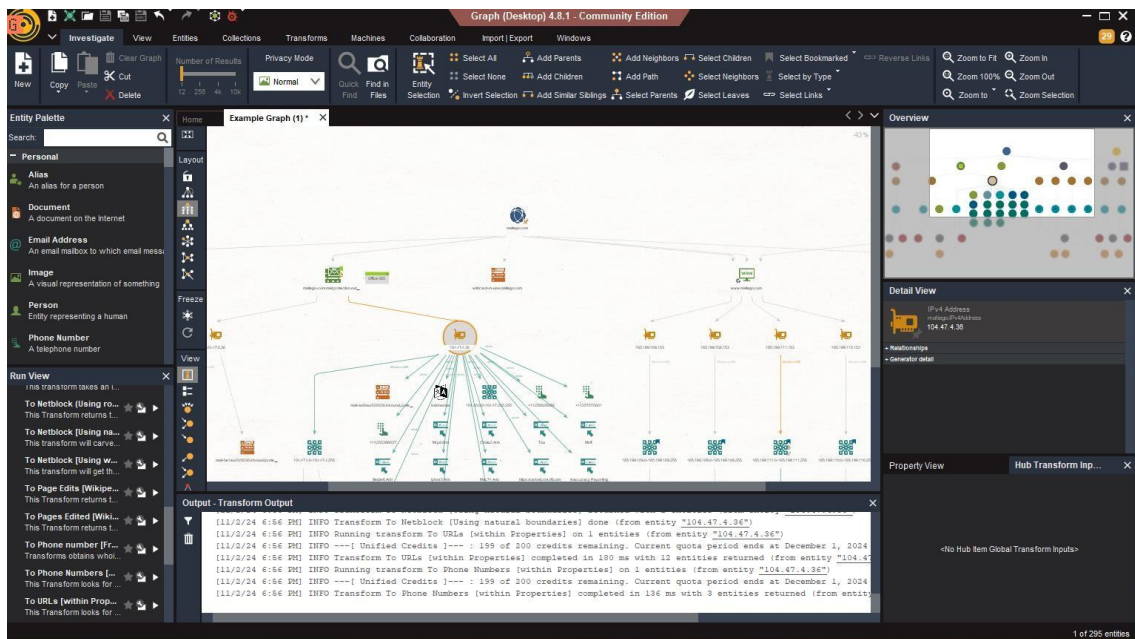 Graph (Desktop) 4.8.1 - Community Edition
Investigate View Entities Collections Transforms Machines Collaboration Import | Export Windows
29
New
Copy
Paste
Clear Graph
Cut
Delete
Number of Results
12 256 4k 10k
Privacy Mode
Normal
Quick Find
Find in Files
Entity Selection
Select All
Select None
Invert Selection
Add Parents
Add Children
Add Similar Siblings
Add Neighbors
Add Path
Select Parents
Select Children
Select Neighbors
Select Leaves
Select Bookmarked
Select by Type
Select Links
Reverse Links
Zoom to Fit
Zoom 100%
Zoom to
Zoom In
Zoom Out
Zoom Selection
Entity Palette
Search:
Personal
Alias
An alias for a person
Document
A document on the Internet
Email Address
An email mailbox to which email messa
Image
A visual representation of something
Person
Entity representing a human
Phone Number
A telephone number
Run View
This transform takes an i...
To Netblock (Using ro...
This Transform returns t...
To Netblock [Using na...
This transform will carve...
To Netblock [Using w...
This transform will get th...
To Page Edits [Wikipe...
This Transform returns t...
To Pages Edited [Wiki...
This Transform returns t...
To Phone number [Fr...
Transforms obtains whoi...
To Phone Numbers [...
This Transform looks for ...
To URLs [within Prop...
This Transform looks for ...
Home
Example Graph (1) *
Layout
Freeze
View
43%
maltego.com
www.maltego.com
104.47.4.36
Output - Transform Output
[11/2/24 6:56 PM] INFO Transform To Netblock [Using natural boundaries] done (from entity "104.47.4.36")
[11/2/24 6:56 PM] INFO Running transform To URLs [within Properties] on 1 entities (from entity "104.47.4.36")
[11/2/24 6:56 PM] INFO ---[ Unified Credits ]--- : 199 of 200 credits remaining. Current quota period ends at December 1, 2024
[11/2/24 6:56 PM] INFO Transform To URLs [within Properties] completed in 180 ms with 12 entities returned (from entity "104.47
[11/2/24 6:56 PM] INFO Running transform To Phone Numbers [within Properties] on 1 entities (from entity "104.47.4.36")
[11/2/24 6:56 PM] INFO ---[ Unified Credits ]--- : 199 of 200 credits remaining. Current quota period ends at December 1, 2024
[11/2/24 6:56 PM] INFO Transform To Phone Numbers [within Properties] completed in 136 ms with 3 entities returned (from entity
Overview
Detail View
IPv4 Address
maltego.IPv4Address
104.47.4.36
Relationships
Generator detail
Property View
Hub Transform Inp...
<No Hub Item Global Transform Inputs>
1 of 295 entities